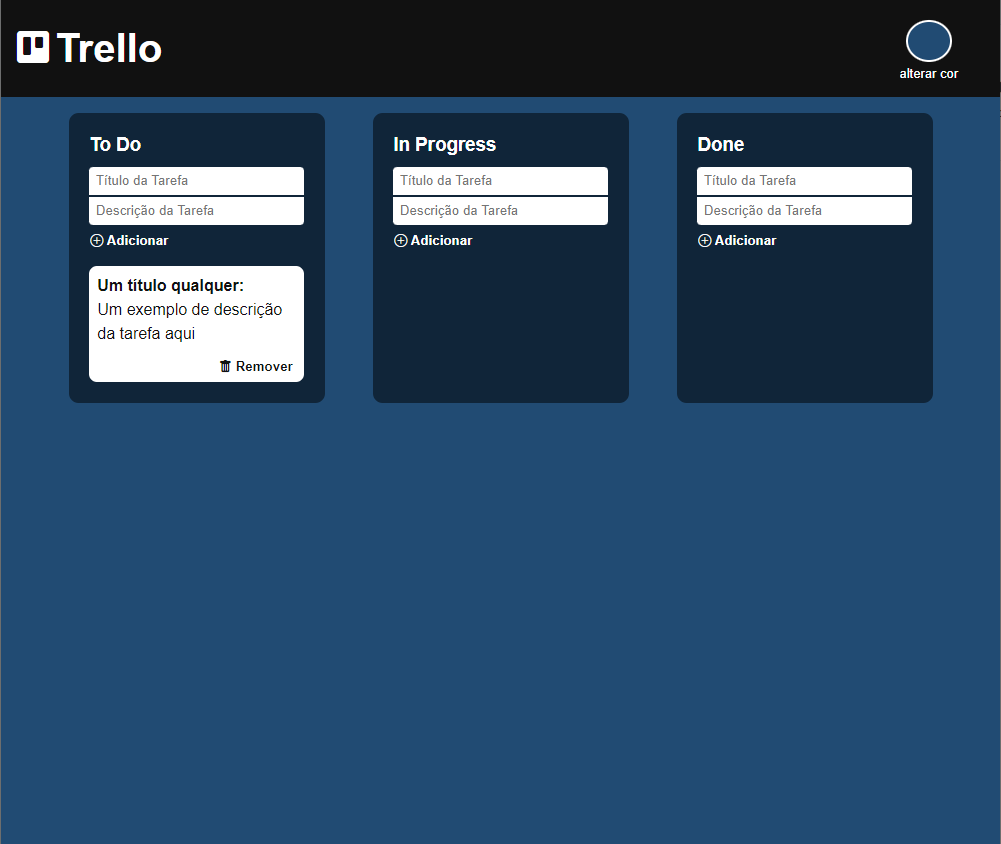 Trello
alterar cor
To Do
Título da Tarefa
Descrição da Tarefa
Adicionar
Um título qualquer:
Um exemplo de descrição
da tarefa aqui
Remover
In Progress
Título da Tarefa
Descrição da Tarefa
Adicionar
Done
Título da Tarefa
Descrição da Tarefa
Adicionar